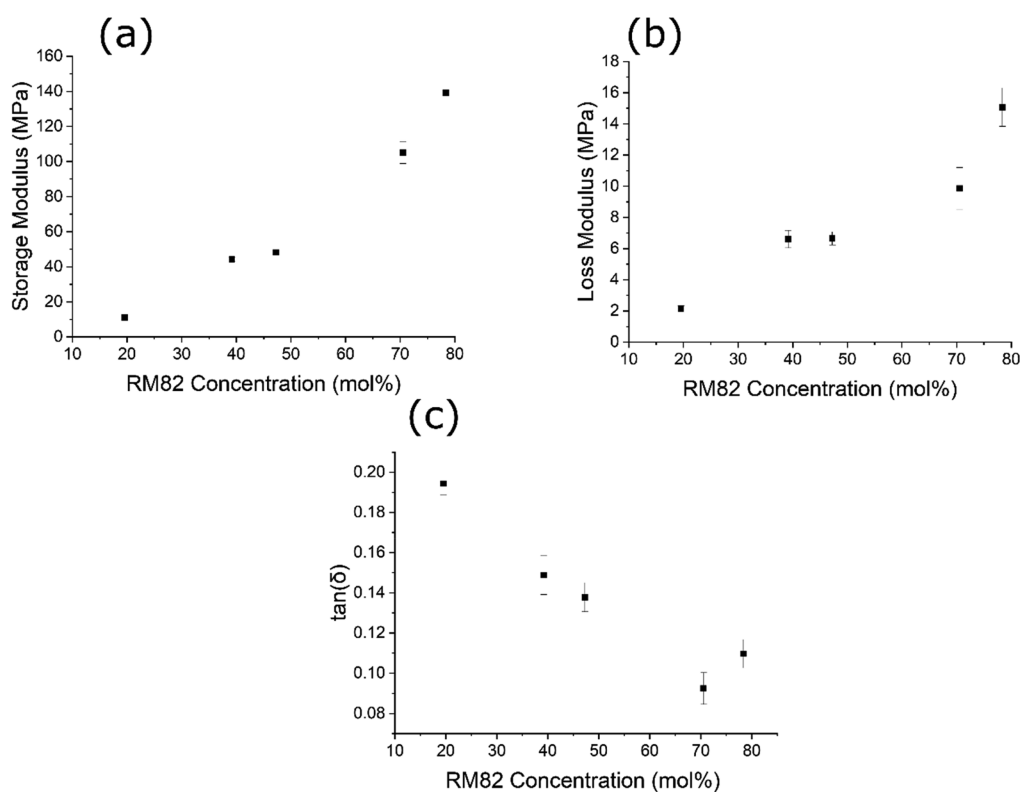 (a)
160
140
120
100
80
60
40
20
0
Storage Modulus (MPa)
10 20 30 40 50 60 70 80
RM82 Concentration (mol%)
(b)
18
16
14
12
10
8
6
4
2
0
Loss Modulus (MPa)
10 20 30 40 50 60 70 80
RM82 Concentration (mol%)
(c)
0.20
0.18
0.16
0.14
0.12
0.10
0.08
tan(δ)
10 20 30 40 50 60 70 80
RM82 Concentration (mol%)